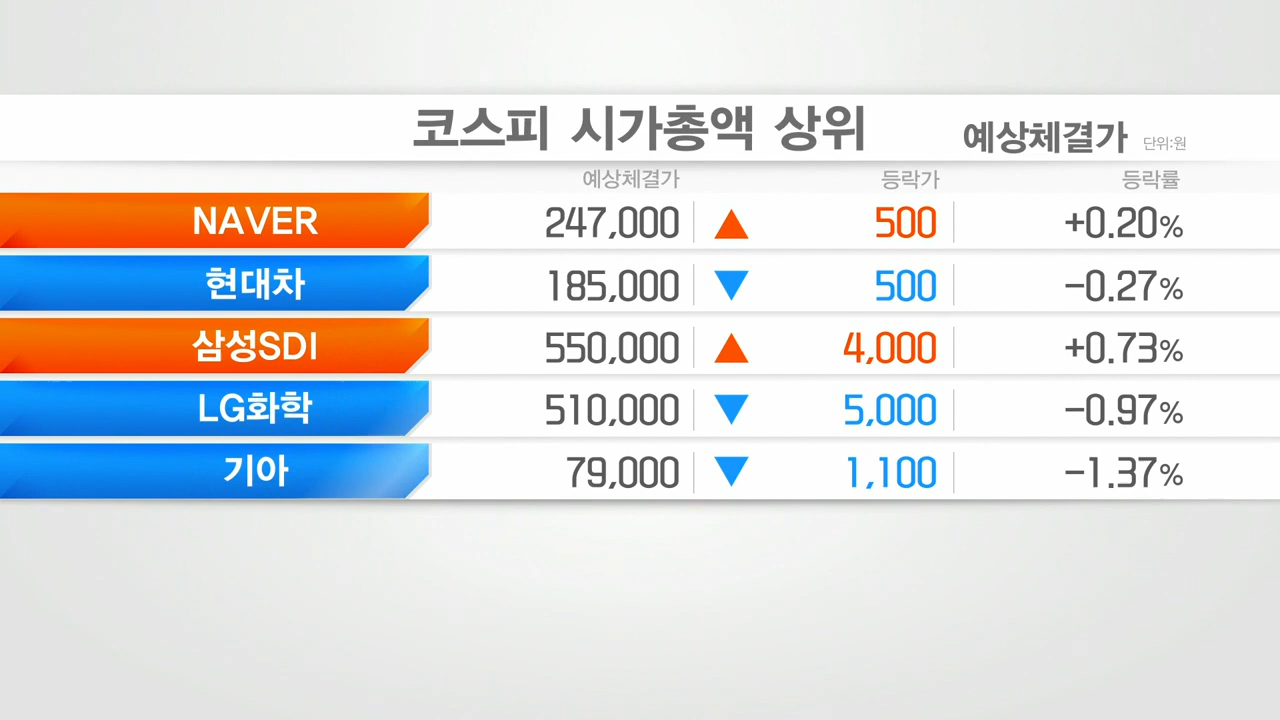 코스피 시가총액 상위 예상체결가 단위:원
예상체결가 등락가 등락률
NAVER 247,000 ▲ 500 +0.20%
현대차 185,000 ▼ 500 -0.27%
삼성SDI 550,000 ▲ 4,000 +0.73%
LG화학 510,000 ▼ 5,000 -0.97%
기아 79,000 ▼ 1,100 -1.37%